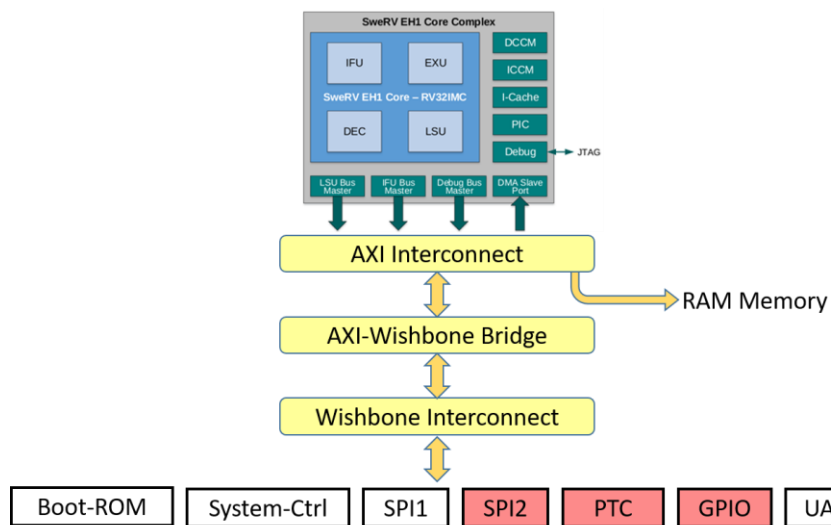 SweRV EH1 Core Complex
IFU
EXU
SweRV EH1 Core – RV32IMC
DEC
LSU
DCCM
ICCM
I-Cache
PIC
Debug
JTAG
LSU Bus
Master
IFU Bus
Master
Debug Bus
Master
DMA Slave
Port
AXI Interconnect
RAM Memory
AXI-Wishbone Bridge
Wishbone Interconnect
Boot-ROM
System-Ctrl
SPI1
SPI2
PTC
GPIO